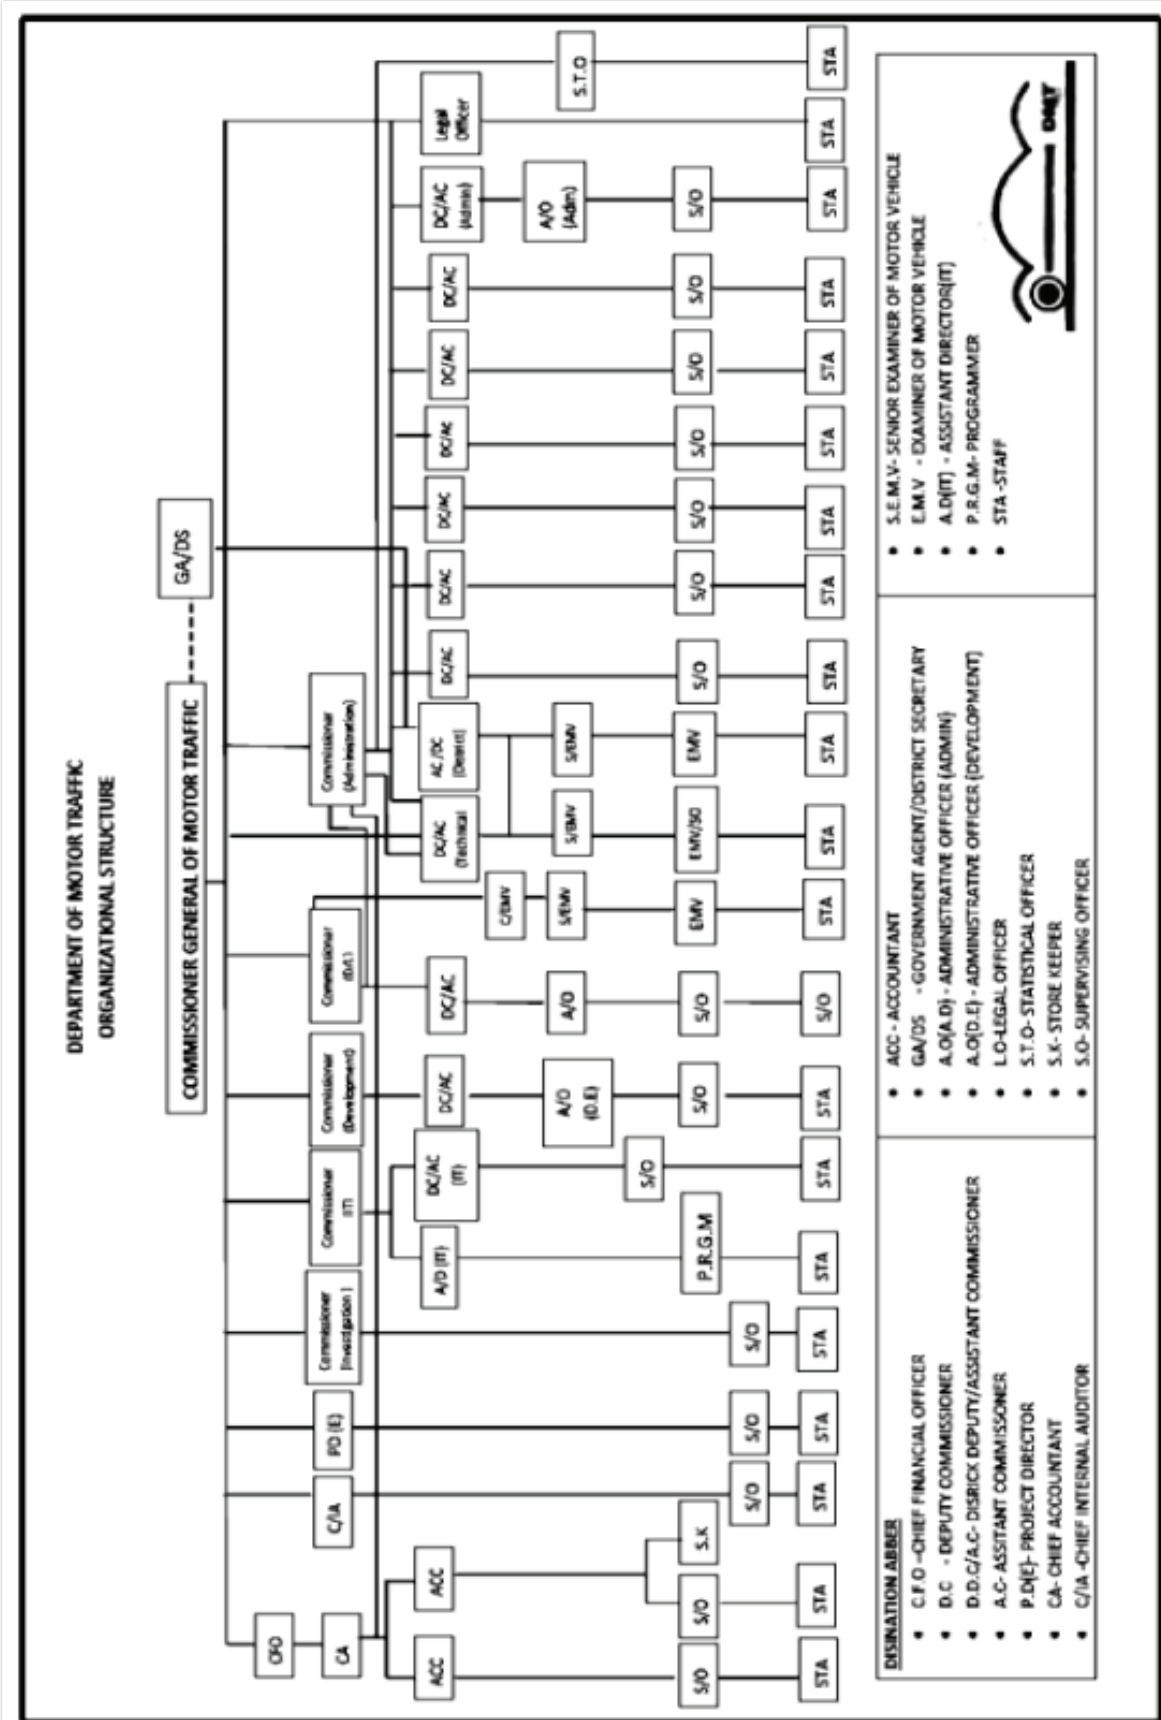 DEPARTMENT OF MOTOR TRAFFIC
ORGANIZATIONAL STRUCTURE
COMMISSIONER GENERAL OF MOTOR TRAFFIC
GA/DS
CFO
CA
C/IA
PD (E)
Commissioner
(Investigation)
Commissioner
(IT)
Commissioner
(Development)
Commissioner
(D/L)
Commissioner
(Administration)
ACC
ACC
A/D (IT)
DC/AC
(IT)
DC/AC
DC/AC
C/EMV
DC/AC
(Technical
AC/DC
(District)
DC/AC
DC/AC
DC/AC
DC/AC
DC/AC
DC/AC
DC/AC
(Admin)
Legal
Officer
S.T.O
A/O
(D.E)
A/O
S/EMV
S/EMV
S/EMV
A/O
(Adm)
S/O
S/O
S.K
S/O
S/O
S/O
P.R.G.M
S/O
S/O
S/O
EMV
EMV/SO
EMV
S/O
S/O
S/O
S/O
S/O
S/O
S/O
STA
STA
STA
STA
STA
STA
STA
STA
S/O
STA
STA
STA
STA
STA
STA
STA
STA
STA
STA
STA
STA
DISINATION ABBER
• C.F.O –CHIEF FINANCIAL OFFICER
• D.C - DEPUTY COMMISSIONER
• D.D.C/A.C- DISRICK DEPUTY/ASSISTANT COMMISSIONER
• A.C- ASSITANT COMMISSONER
• P.D(E)- PROJECT DIRECTOR
• CA- CHIEF ACCOUNTANT
• C/IA -CHIEF INTERNAL AUDITOR
• ACC - ACCOUNTANT
• GA/DS - GOVERNMENT AGENT/DISTRICT SECRETARY
• A.O(A.D) - ADMINISTRATIVE OFFICER (ADMIN)
• A.O(D.E) - ADMINISTRATIVE OFFICER (DEVELOPMENT)
• L.O-LEGAL OFFICER
• S.T.O- STATISTICAL OFFICER
• S.K- STORE KEEPER
• S.O- SUPERVISING OFFICER
• S.E.M.V- SENIOR EXAMINER OF MOTOR VEHICLE
• E.M.V - EXAMINER OF MOTOR VEHICLE
• A.D(IT) - ASSISTANT DIRECTOR(IT)
• P.R.G.M- PROGRAMMER
• STA -STAFF
DMT